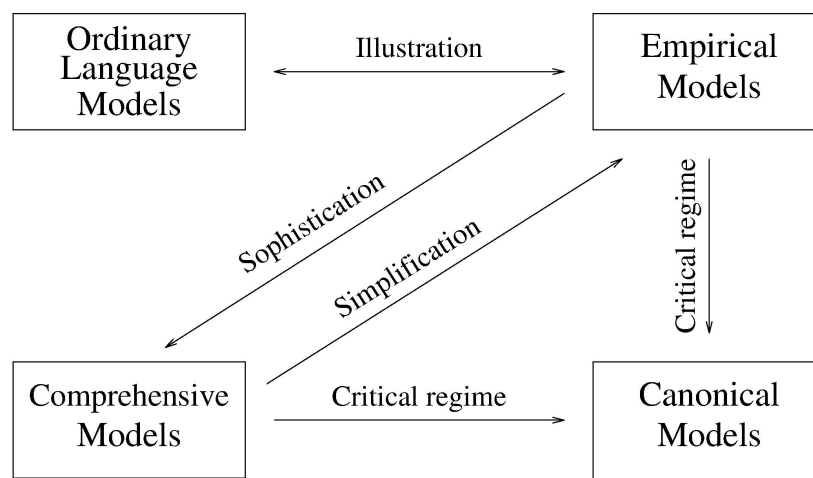 Ordinary
Language
Models
Illustration
Empirical
Models
Sophistication
Simplification
Critical regime
Comprehensive
Models
Critical regime
Canonical
Models